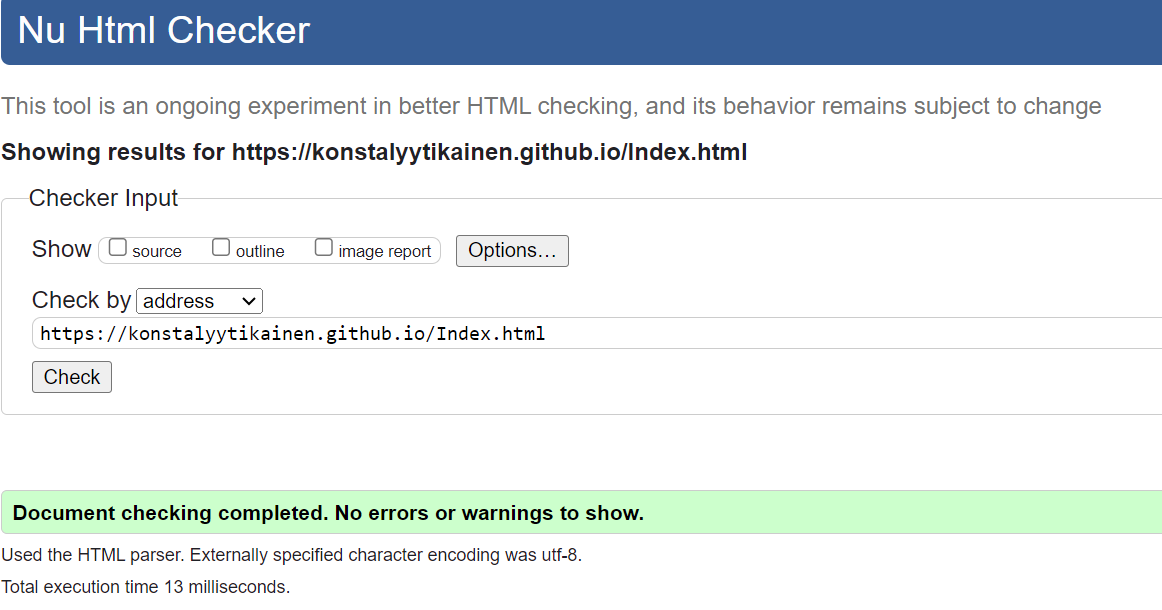 Nu Html Checker
This tool is an ongoing experiment in better HTML checking, and its behavior remains subject to change
Showing results for https://konstalyytikainen.github.io/Index.html
Checker Input
Show source outline image report Options...
Check by address
https://konstalyytikainen.github.io/Index.html
Check
Document checking completed. No errors or warnings to show.
Used the HTML parser. Externally specified character encoding was utf-8.
Total execution time 13 milliseconds.